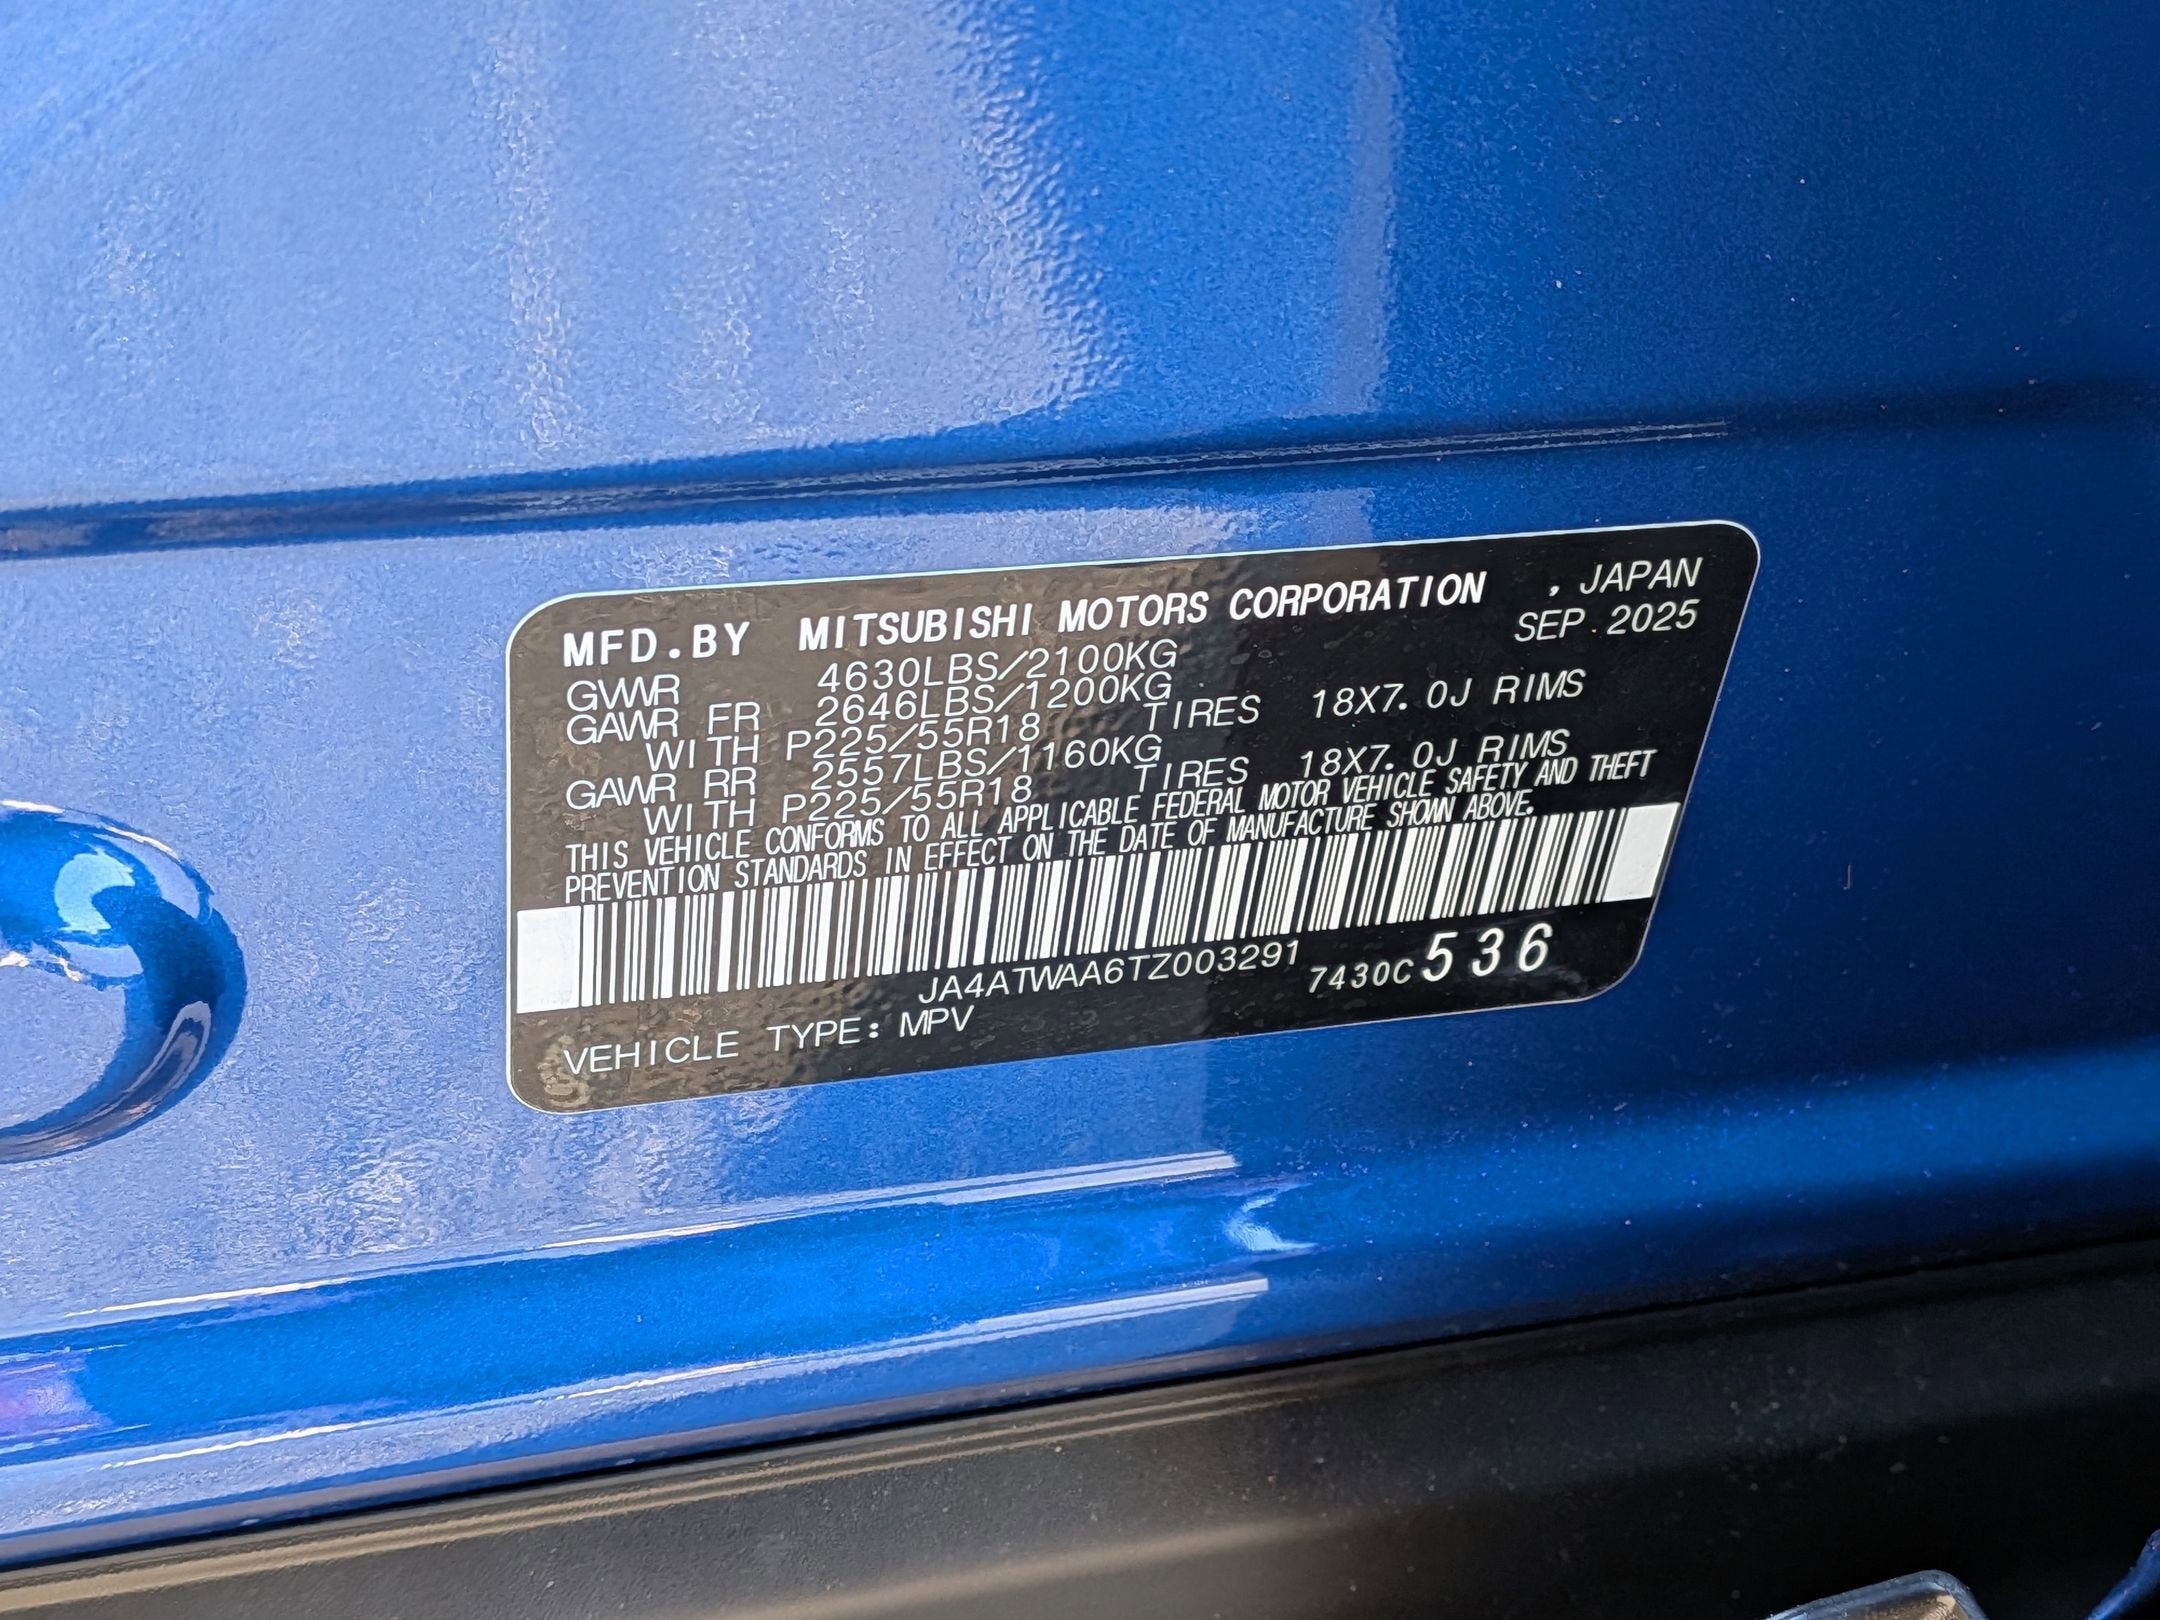 MFD.BY MITSUBISHI MOTORS CORPORATION , JAPAN
SEP 2025
GVWR 4630LBS/2100KG
GAWR FR 2646LBS/1200KG
WITH P225/55R18 TIRES 18X7.0J RIMS
GAWR RR 2557LBS/1160KG
WITH P225/55R18 TIRES 18X7.0J RIMS
THIS VEHICLE CONFORMS TO ALL APPLICABLE FEDERAL MOTOR VEHICLE SAFETY AND THEFT
PREVENTION STANDARDS IN EFFECT ON THE DATE OF MANUFACTURE SHOWN ABOVE.
JA4ATWAA6TZ003291 7430C 536
VEHICLE TYPE: MPV